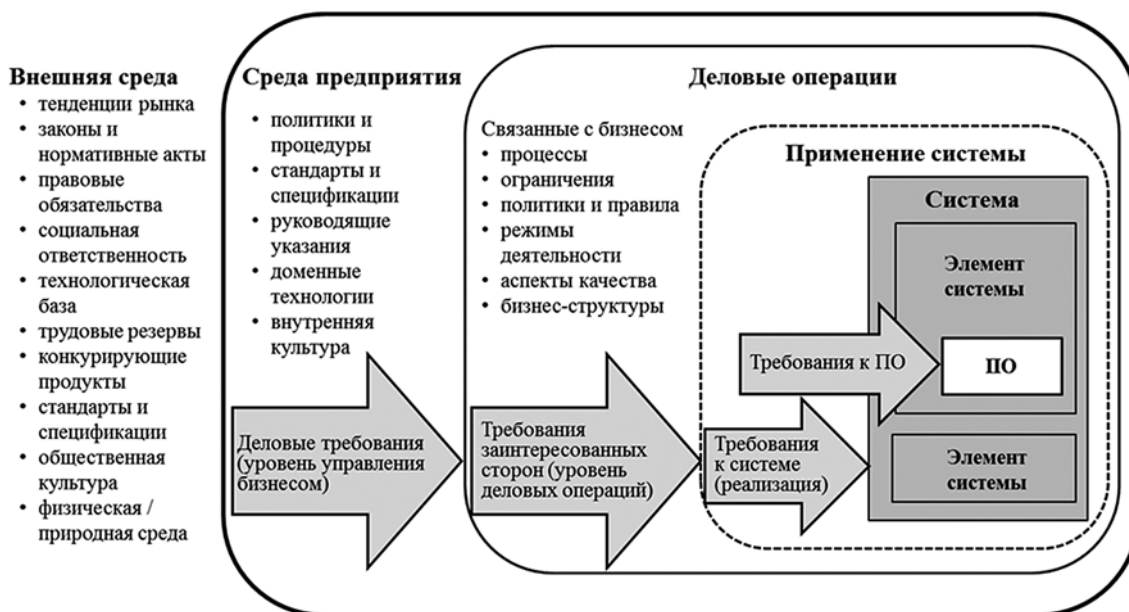 Внешняя среда
• тенденции рынка
• законы и
нормативные акты
• правовые
обязательства
• социальная
ответственность
• технологическая
база
• трудовые резервы
• конкурирующие
продукты
• стандарты и
спецификации
• общественная
культура
• физическая /
природная среда
Среда предприятия
• политики и
процедуры
• стандарты и
спецификации
• руководящие
указания
• доменные
технологии
• внутренняя
культура
Деловые требования
(уровень управления
бизнесом)
Деловые операции
Связанные с бизнесом
• процессы
• ограничения
• политики и правила
• режимы
деятельности
• аспекты качества
• бизнес-структуры
Требования
заинтересованных
сторон (уровень
деловых операций)
Применение системы
Требования к ПО
Требования
к системе
(реализация)
Система
Элемент
системы
ПО
Элемент
системы